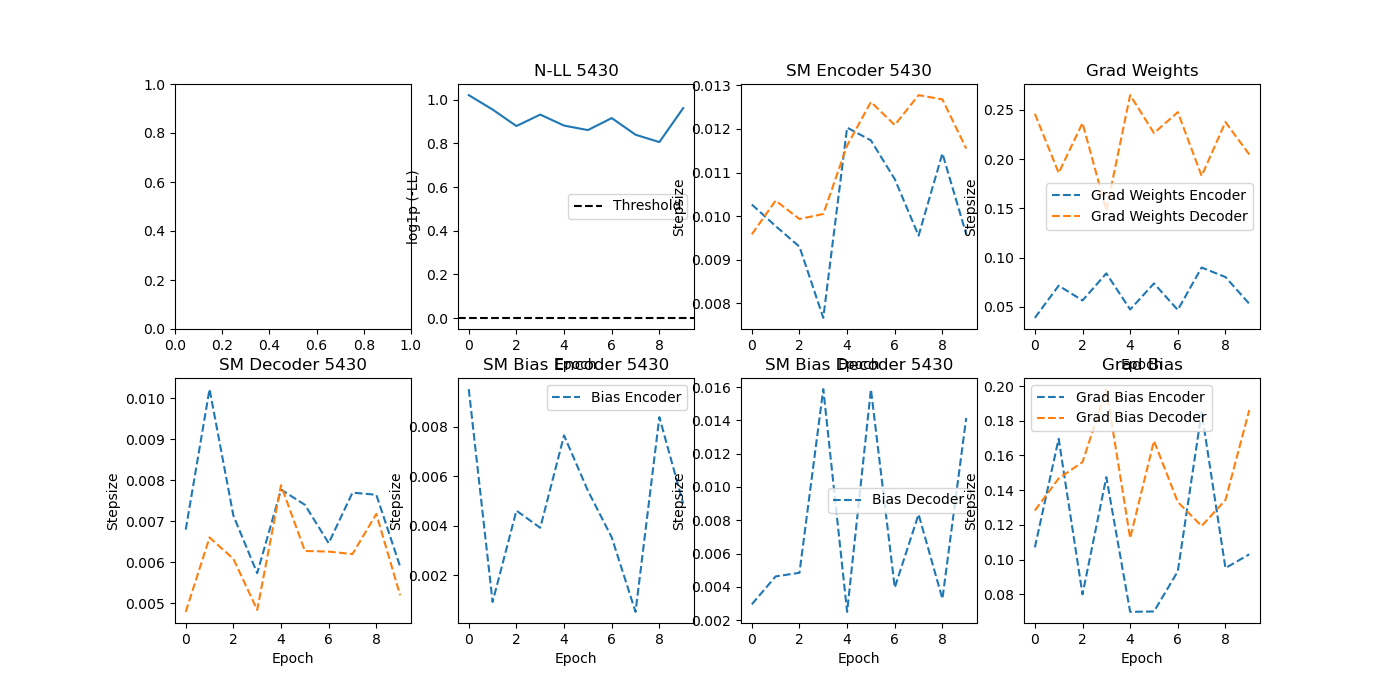 N-LL 5430
SM Encoder 5430
Grad Weights
1.0
0.8
0.6
0.4
0.2
0.0
0.0 0.2 0.4 0.6 0.8 1.0
log1p (-LL)
1.0
0.8
0.6
0.4
0.2
0.0
Threshold
0 2 4 6 8
Epoch
Stepsize
0.013
0.012
0.011
0.010
0.009
0.008
0 2 4 6 8
Epoch
Stepsize
0.25
0.20
0.15
0.10
0.05
Grad Weights Encoder
Grad Weights Decoder
0 2 4 6 8
Epoch
SM Decoder 5430
SM Bias Encoder 5430
SM Bias Decoder 5430
Grad Bias
Stepsize
0.010
0.009
0.008
0.007
0.006
0.005
0 2 4 6 8
Epoch
Stepsize
0.008
0.006
0.004
0.002
Bias Encoder
0 2 4 6 8
Epoch
Stepsize
0.016
0.014
0.012
0.010
0.008
0.006
0.004
0.002
Bias Decoder
0 2 4 6 8
Epoch
Stepsize
0.20
0.18
0.16
0.14
0.12
0.10
0.08
Grad Bias Encoder
Grad Bias Decoder
0 2 4 6 8
Epoch